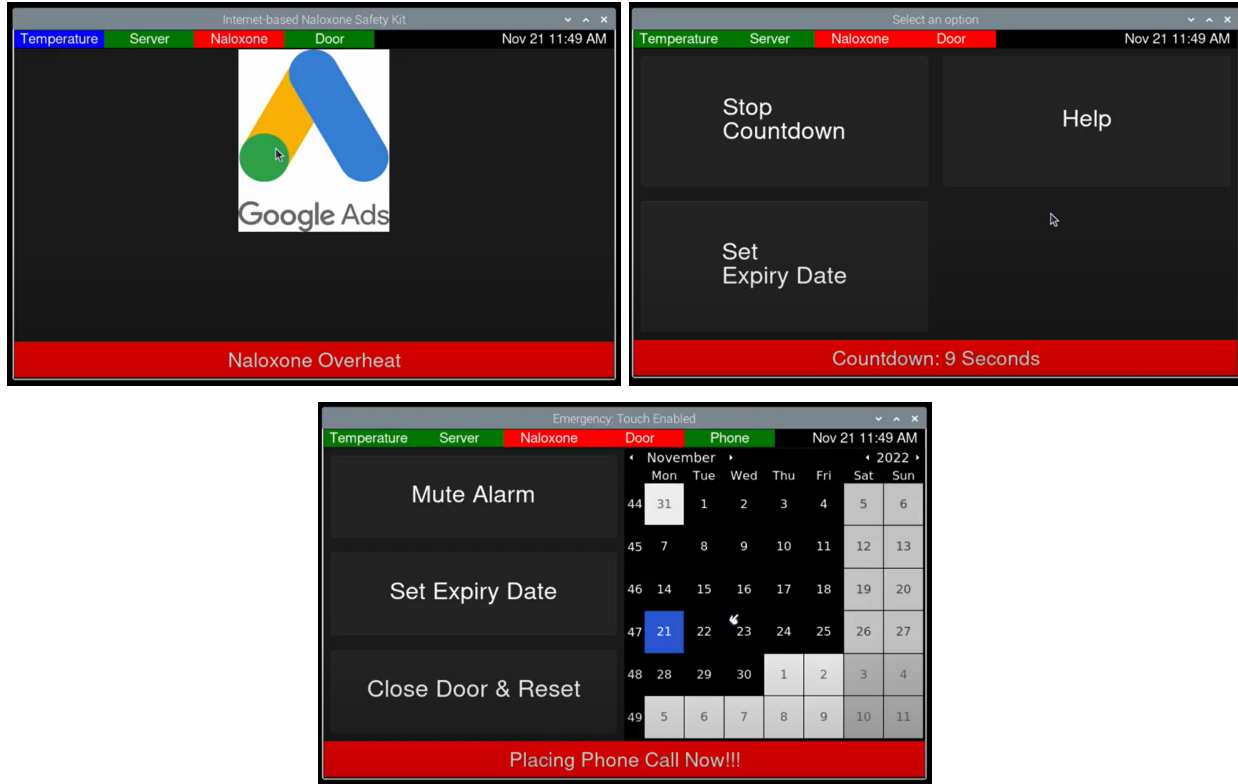 Internet-based Naloxone Safety Kit
Temperature Server Naloxone Door Nov 21 11:49 AM
Google Ads
Naloxone Overheat
Select an option
Temperature Server Naloxone Door Nov 21 11:49 AM
Stop
Countdown
Help
Set
Expiry Date
Countdown: 9 Seconds
Emergency: Touch Enabled
Temperature Server Naloxone Door Phone Nov 21 11:49 AM
Mute Alarm
Set Expiry Date
Close Door & Reset
November 2022
Mon Tue Wed Thu Fri Sat Sun
44 31 1 2 3 4 5 6
45 7 8 9 10 11 12 13
46 14 15 16 17 18 19 20
47 21 22 23 24 25 26 27
48 28 29 30 1 2 3 4
49 5 6 7 8 9 10 11
Placing Phone Call Now!!!